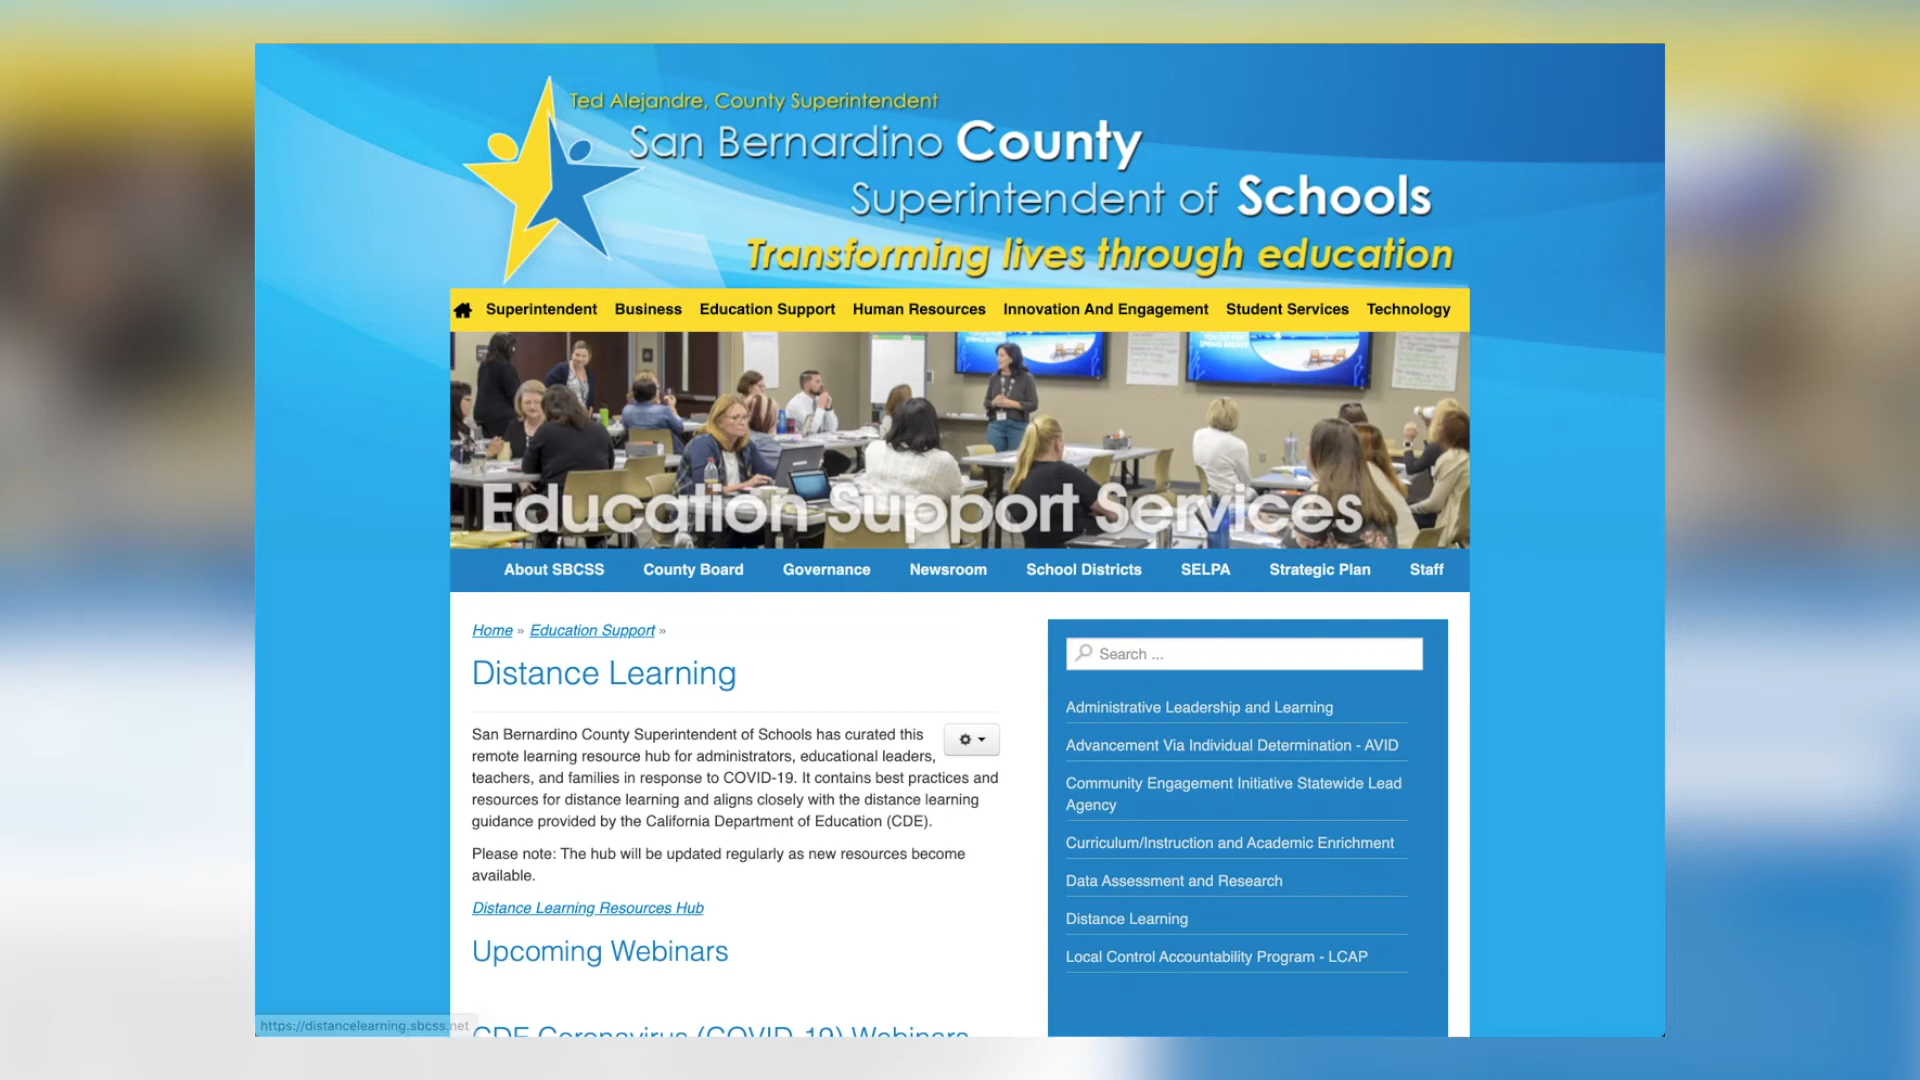 Ted Alejandre, County Superintendent
San Bernardino County
Superintendent of Schools
Transforming lives through education
Superintendent Business Education Support Human Resources Innovation And Engagement Student Services Technology
Education Support Services
About SBCSS County Board Governance Newsroom School Districts SELPA Strategic Plan Staff
Home » Education Support »
Distance Learning
San Bernardino County Superintendent of Schools has curated this
remote learning resource hub for administrators, educational leaders,
teachers, and families in response to COVID-19. It contains best practices and
resources for distance learning and aligns closely with the distance learning
guidance provided by the California Department of Education (CDE).
Please note: The hub will be updated regularly as new resources become
available.
Distance Learning Resources Hub
Upcoming Webinars
CDE Coronavirus (COVID-19) Webinars
Search ...
Administrative Leadership and Learning
Advancement Via Individual Determination - AVID
Community Engagement Initiative Statewide Lead
Agency
Curriculum/Instruction and Academic Enrichment
Data Assessment and Research
Distance Learning
Local Control Accountability Program - LCAP
https://distancelearning.sbcss.net